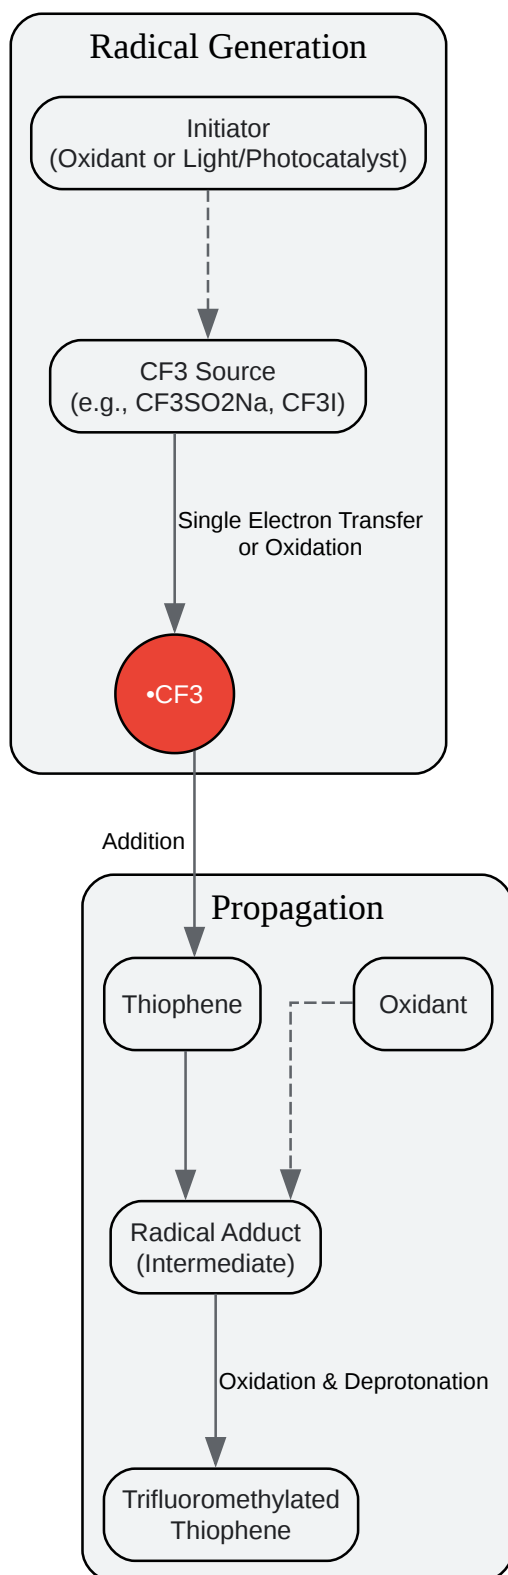 Radical Generation
Initiator
(Oxidant or Light/Photocatalyst)
CF3 Source
(e.g., CF3SO2Na, CF3I)
Single Electron Transfer
or Oxidation
•CF3
Addition
Propagation
Thiophene
Oxidant
Radical Adduct
(Intermediate)
Oxidation & Deprotonation
Trifluoromethylated
Thiophene